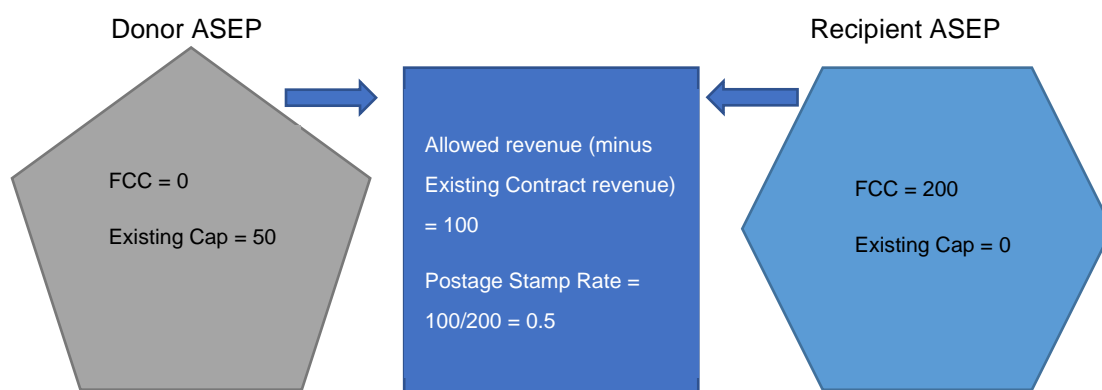 Donor ASEP
Recipient ASEP
FCC = 0
Existing Cap = 50
Allowed revenue (minus
Existing Contract revenue)
= 100
Postage Stamp Rate =
100/200 = 0.5
FCC = 200
Existing Cap = 0